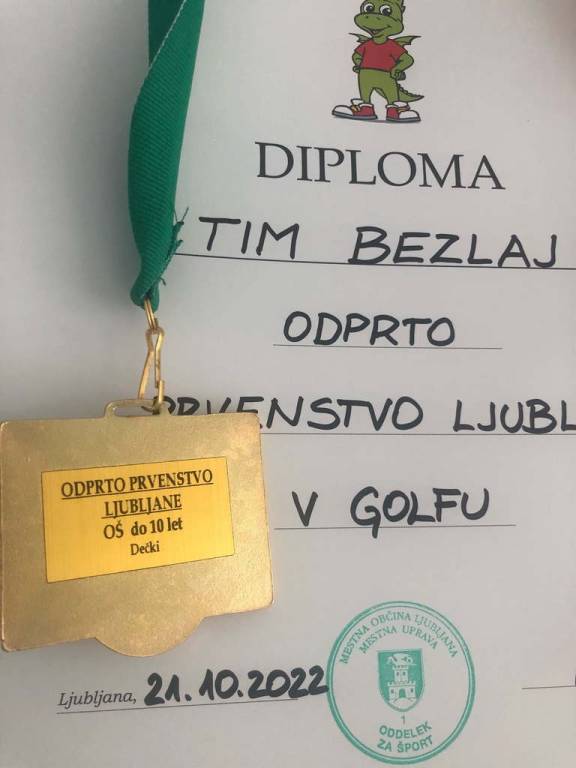 DIPLOMA
TIM BEZLAJ
ODPRTO
PRVENSTVO LJUBL
V GOLFU
ODPRTO PRVENSTVO
LJUBLJANE
OŠ do 10 let
Dečki
Ljubljana, 21.10.2022
MESTNA OBČINA LJUBLJANA
MESTNA UPRAVA
1
ODDELEK
ZA ŠPORT